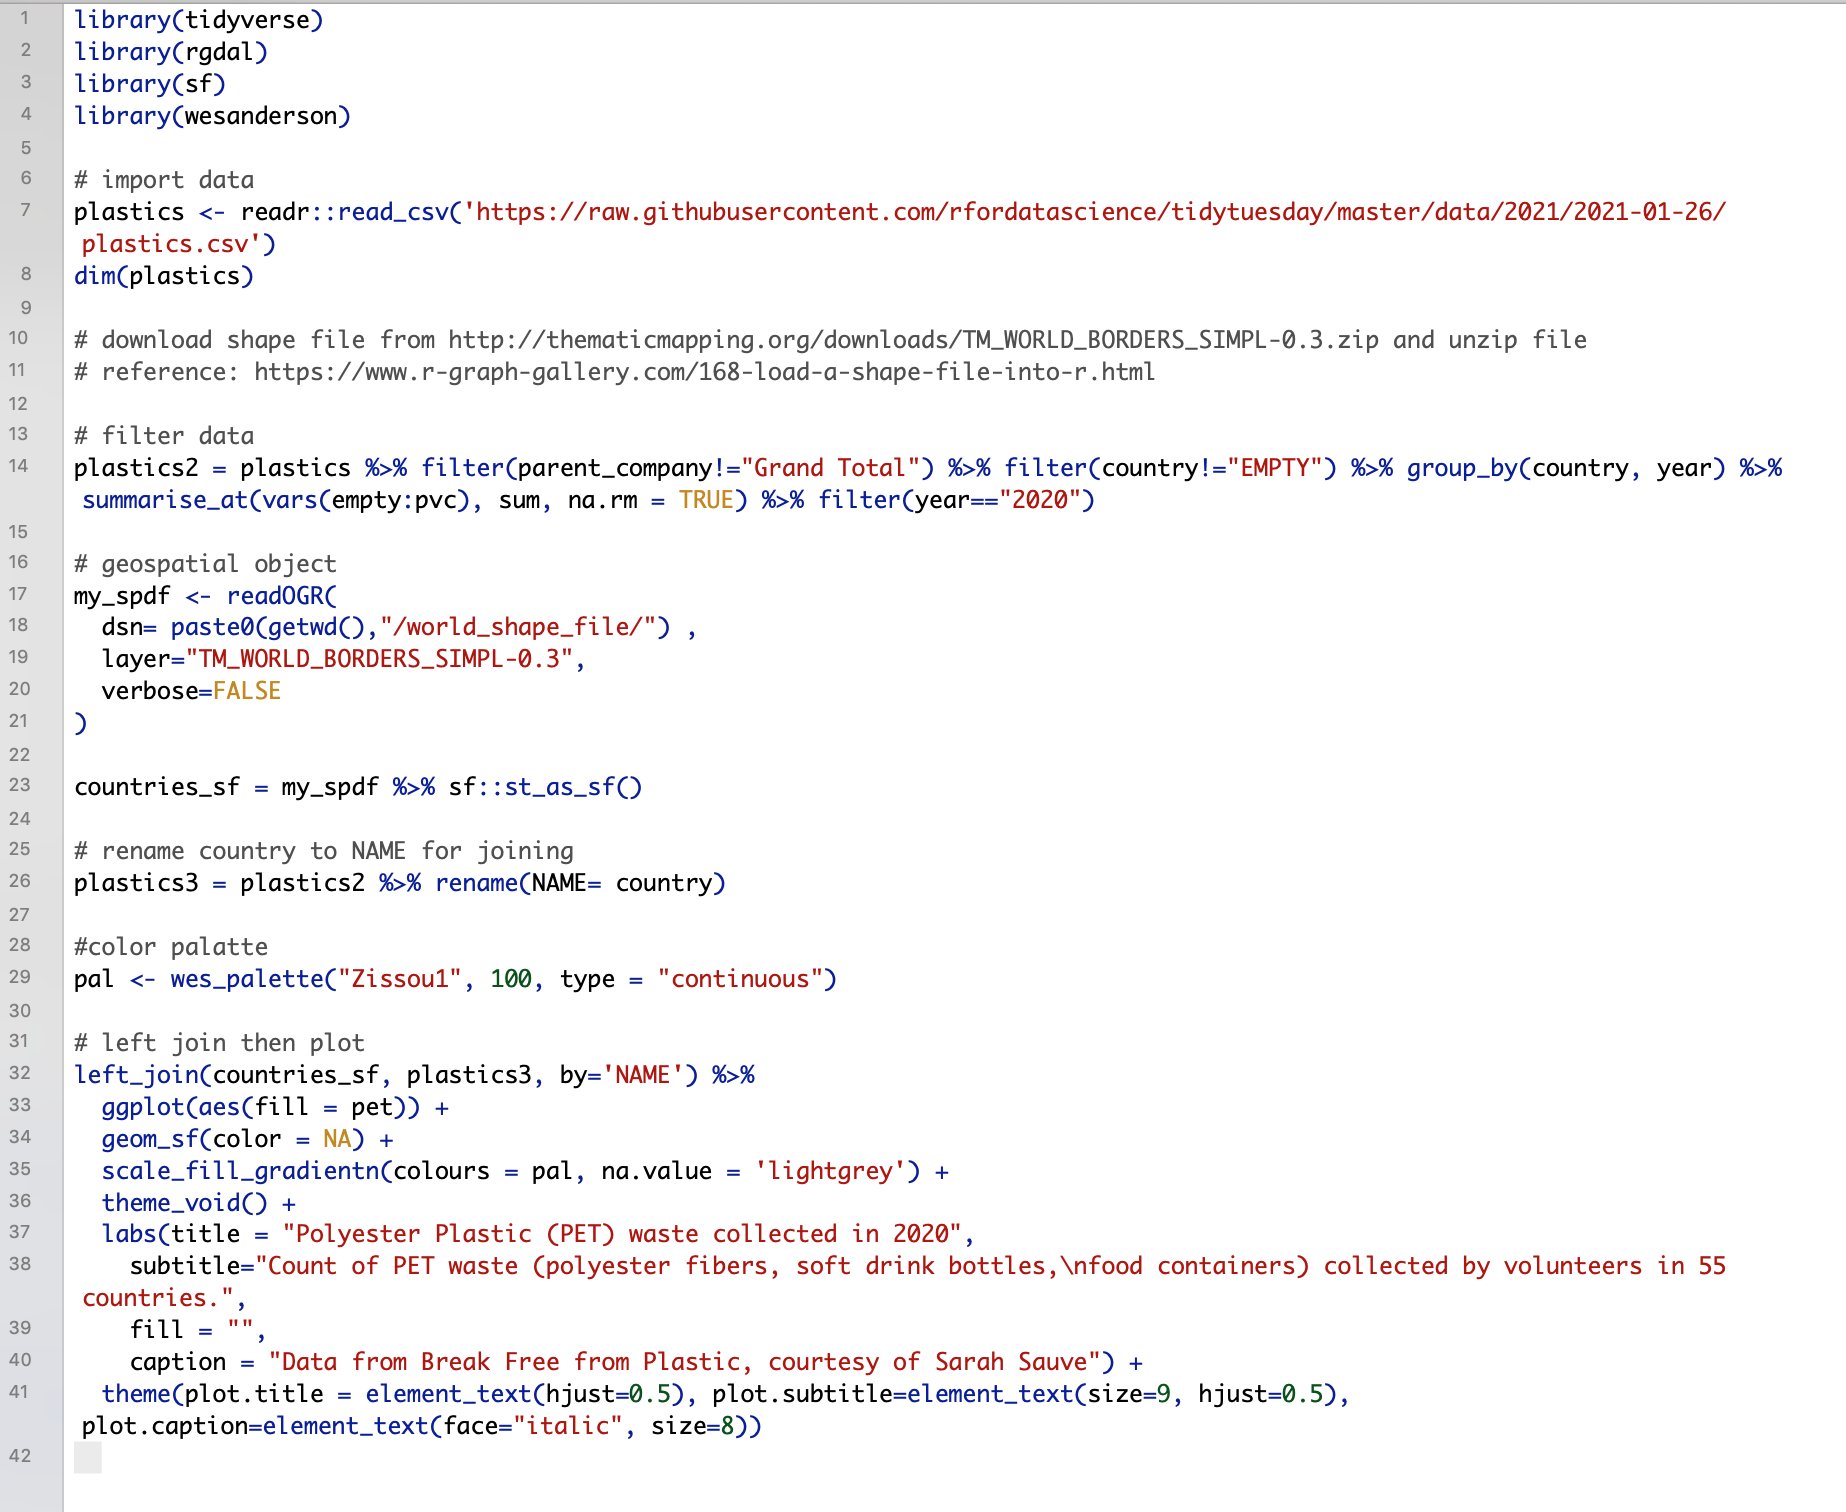 1 library(tidyverse)
2 library(rgdal)
3 library(sf)
4 library(wesanderson)
5
6 # import data
7 plastics <- readr::read_csv('https://raw.githubusercontent.com/rfordatascience/tidytuesday/master/data/2021/2021-01-26/
plastics.csv')
8 dim(plastics)
9
10 # download shape file from http://thematicmapping.org/downloads/TM_WORLD_BORDERS_SIMPL-0.3.zip and unzip file
11 # reference: https://www.r-graph-gallery.com/168-load-a-shape-file-into-r.html
12
13 # filter data
14 plastics2 = plastics %>% filter(parent_company!="Grand Total") %>% filter(country!="EMPTY") %>% group_by(country, year) %>%
summarise_at(vars(empty:pvc), sum, na.rm = TRUE) %>% filter(year=="2020")
15
16 # geospatial object
17 my_spdf <- readOGR(
18   dsn= paste0(getwd(),"/world_shape_file/") ,
19   layer="TM_WORLD_BORDERS_SIMPL-0.3",
20   verbose=FALSE
21 )
22
23 countries_sf = my_spdf %>% sf::st_as_sf()
24
25 # rename country to NAME for joining
26 plastics3 = plastics2 %>% rename(NAME= country)
27
28 #color palatte
29 pal <- wes_palette("Zissou1", 100, type = "continuous")
30
31 # left join then plot
32 left_join(countries_sf, plastics3, by='NAME') %>%
33   ggplot(aes(fill = pet)) +
34   geom_sf(color = NA) +
35   scale_fill_gradientn(colours = pal, na.value = 'lightgrey') +
36   theme_void() +
37   labs(title = "Polyester Plastic (PET) waste collected in 2020",
38     subtitle="Count of PET waste (polyester fibers, soft drink bottles,\nfood containers) collected by volunteers in 55
countries.",
39     fill = "",
40     caption = "Data from Break Free from Plastic, courtesy of Sarah Sauve") +
41   theme(plot.title = element_text(hjust=0.5), plot.subtitle=element_text(size=9, hjust=0.5),
plot.caption=element_text(face="italic", size=8))
42